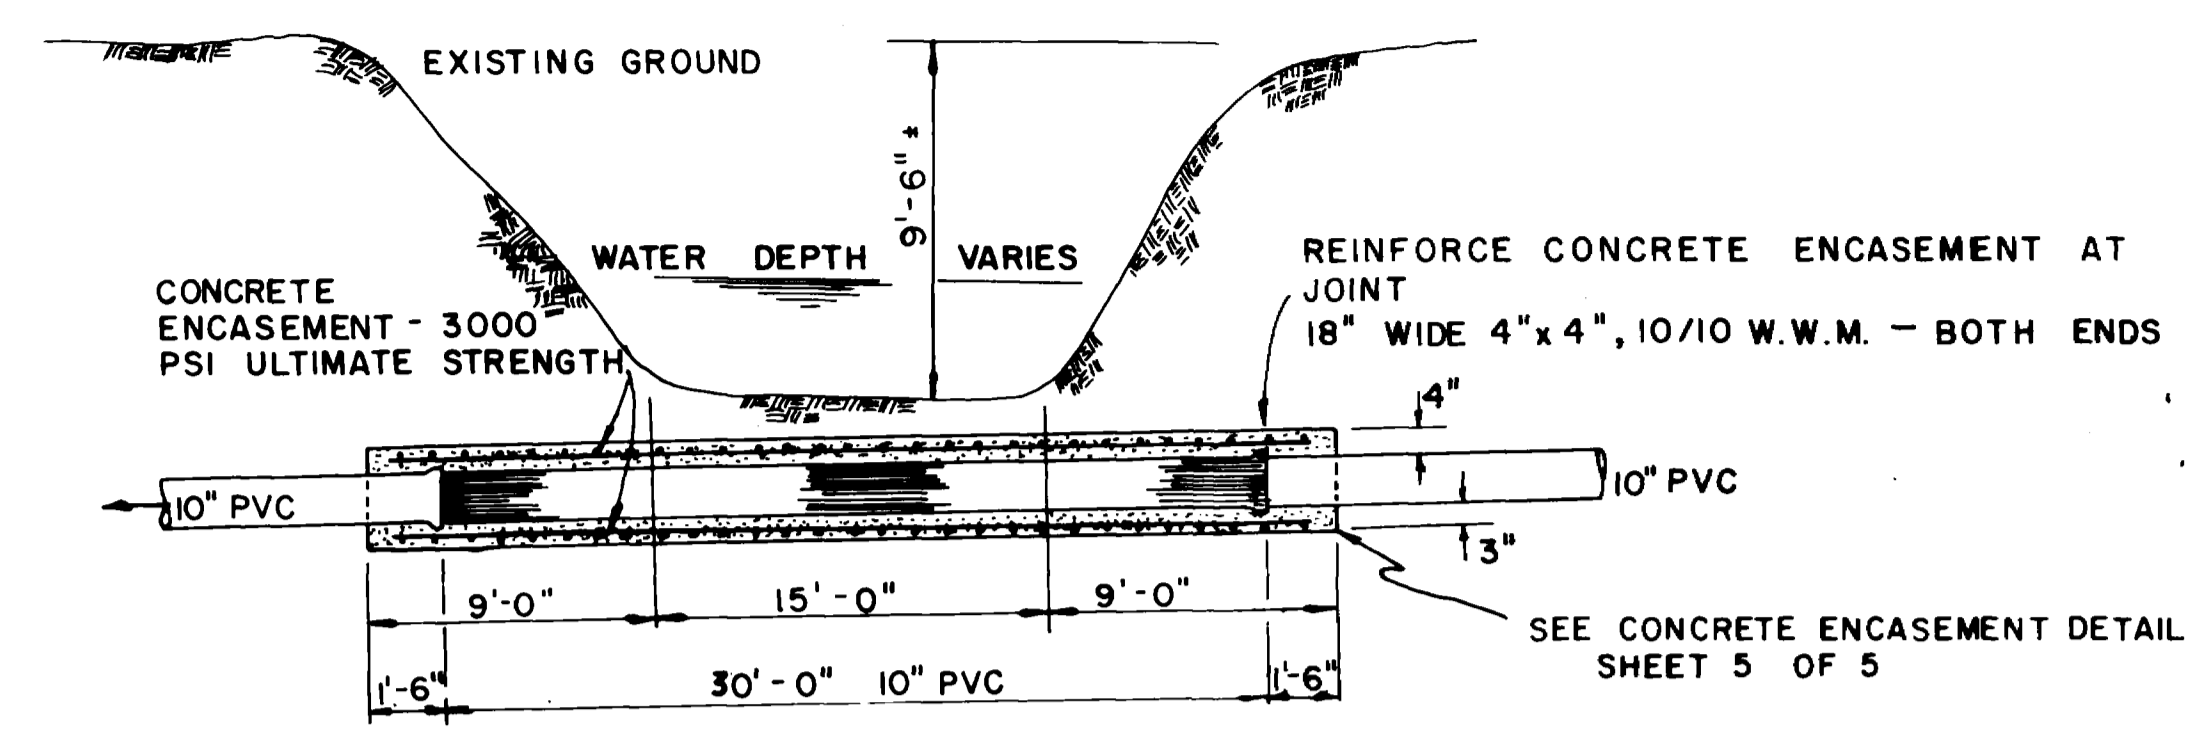 EXISTING GROUND
6'-6" ±
WATER DEPTH VARIES
CONCRETE
ENCASEMENT - 3000
PSI ULTIMATE STRENGTH
REINFORCE CONCRETE ENCASEMENT AT
JOINT
18" WIDE 4"x4", 10/10 W.W.M. - BOTH ENDS
4"
10" PVC
10" PVC
3"
9'-0"
15'-0"
9'-0"
SEE CONCRETE ENCASEMENT DETAIL
SHEET 5 OF 5
1'-6"
30'-0" 10" PVC
1'-6"